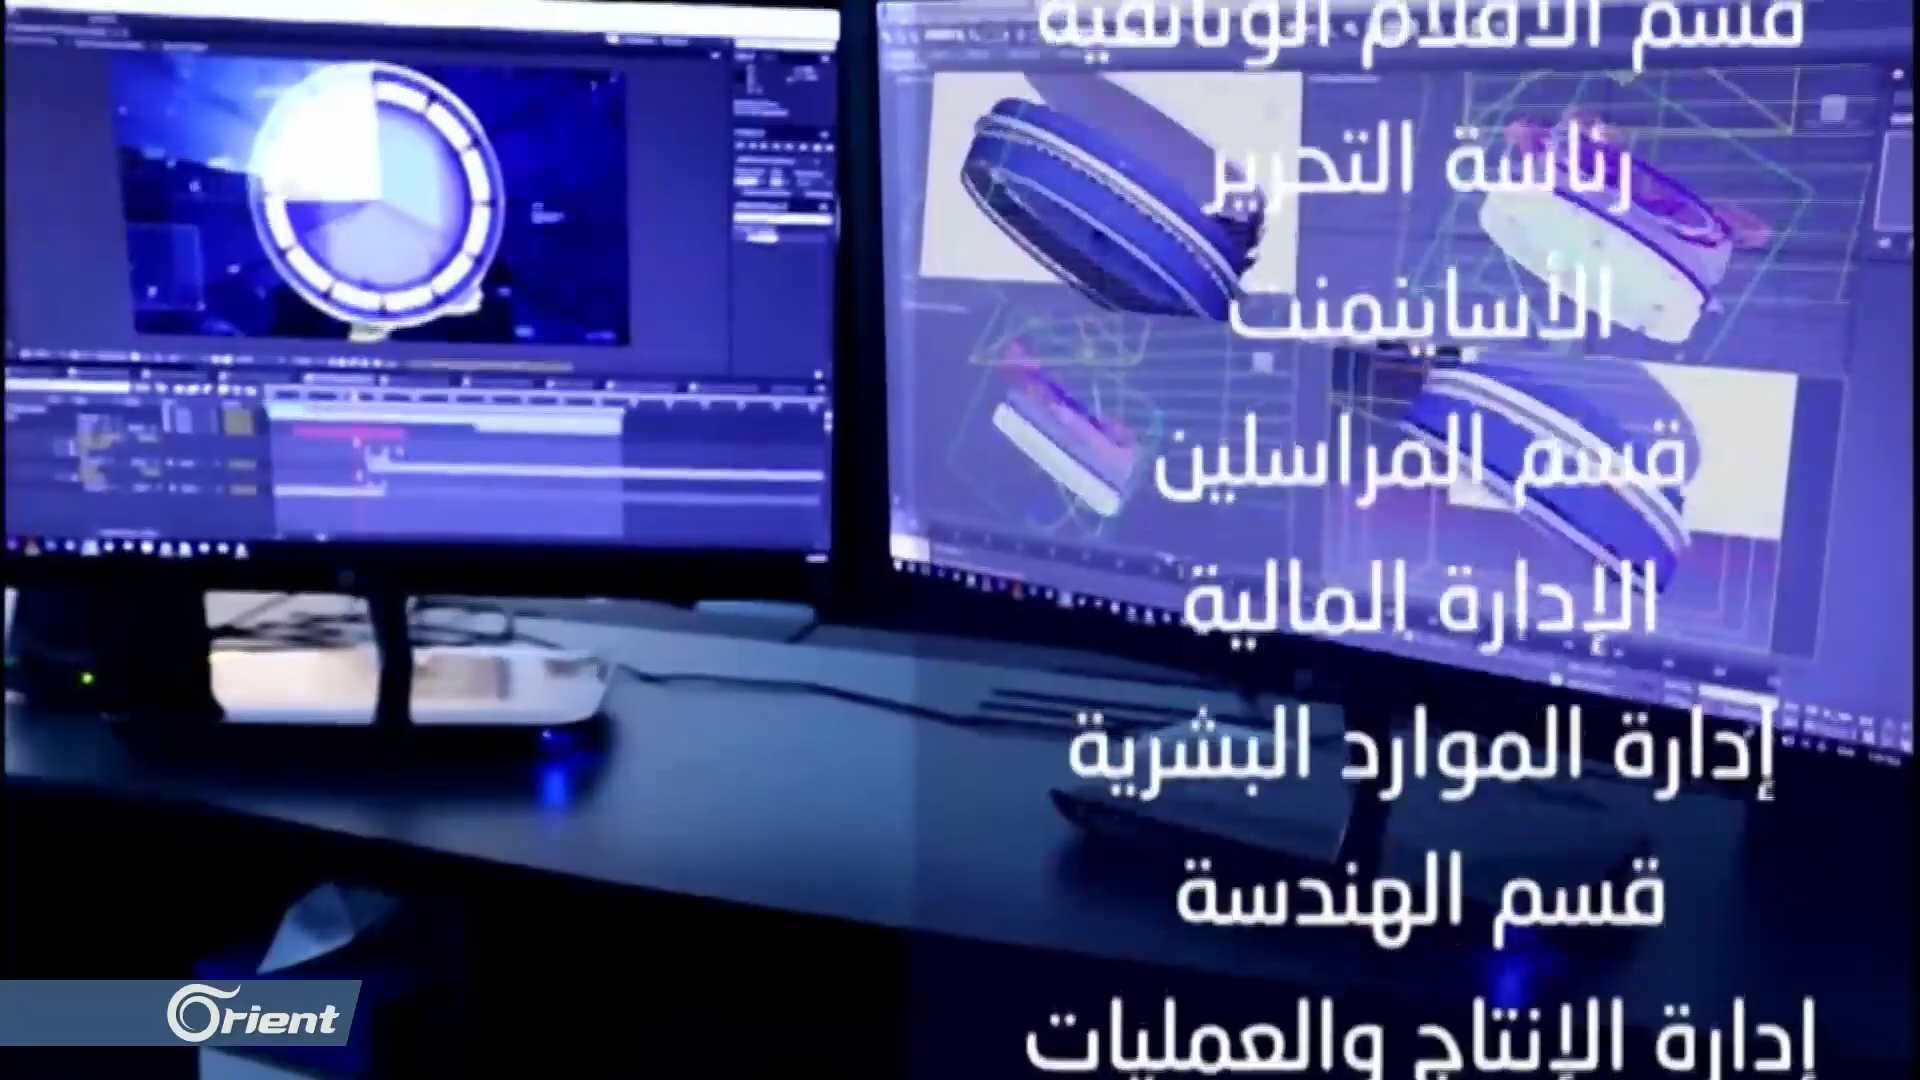 قسم الأفلام الوثائقية
رئاسة التحرير
الأساينمنت
قسم المراسلين
الإدارة المالية
إدارة الموارد البشرية
قسم الهندسة
إدارة الإنتاج والعمليات
Orient